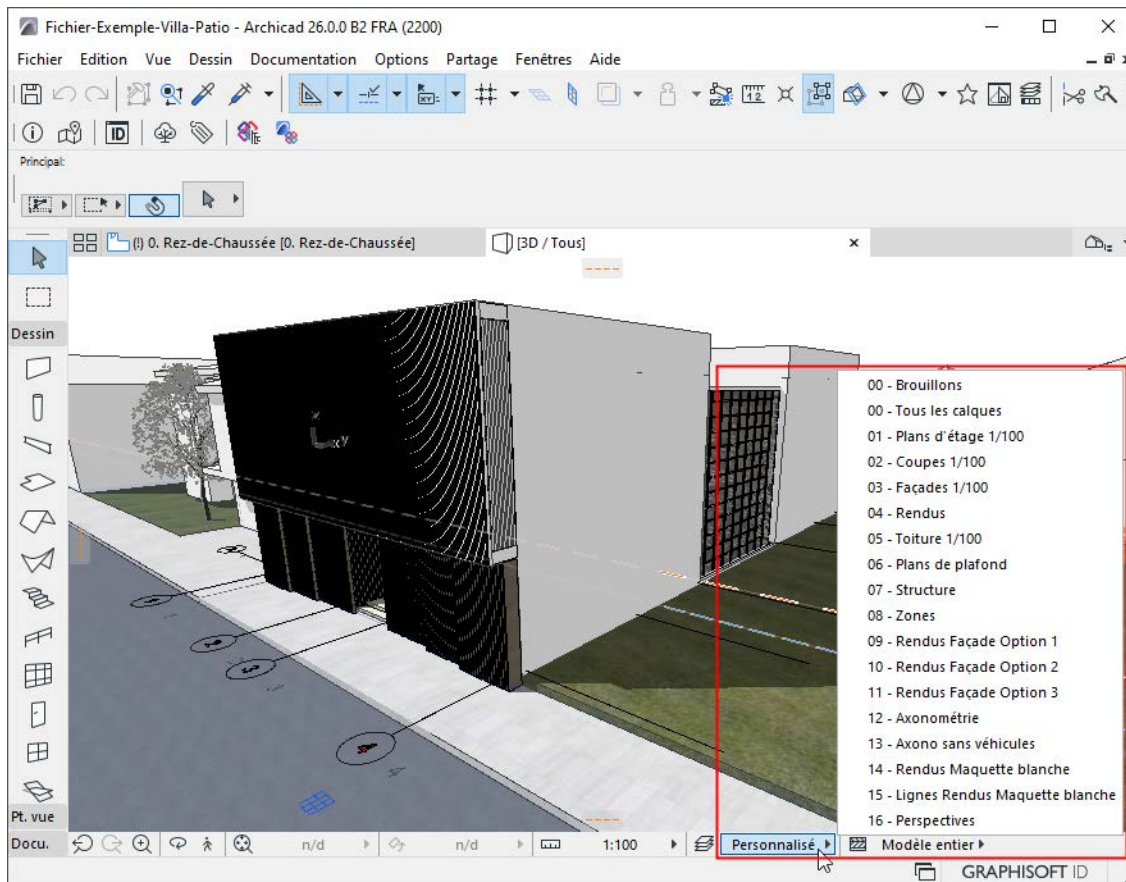 Fichier-Exemple-Villa-Patio - Archicad 26.0.0 B2 FRA (2200)
Fichier Edition Vue Dessin Documentation Options Partage Fenêtres Aide
Principal:
(!) 0. Rez-de-Chaussée [0. Rez-de-Chaussée]
[3D / Tous]
Dessin
00 - Brouillons
00 - Tous les calques
01 - Plans d'étage 1/100
02 - Coupes 1/100
03 - Façades 1/100
04 - Rendus
05 - Toiture 1/100
06 - Plans de plafond
07 - Structure
08 - Zones
09 - Rendus Façade Option 1
10 - Rendus Façade Option 2
11 - Rendus Façade Option 3
12 - Axonométrie
13 - Axono sans véhicules
14 - Rendus Maquette blanche
15 - Lignes Rendus Maquette blanche
16 - Perspectives
Pt. vue
Docu. n/d n/d 1:100 Personnalisé Modèle entier
GRAPHISOFT ID